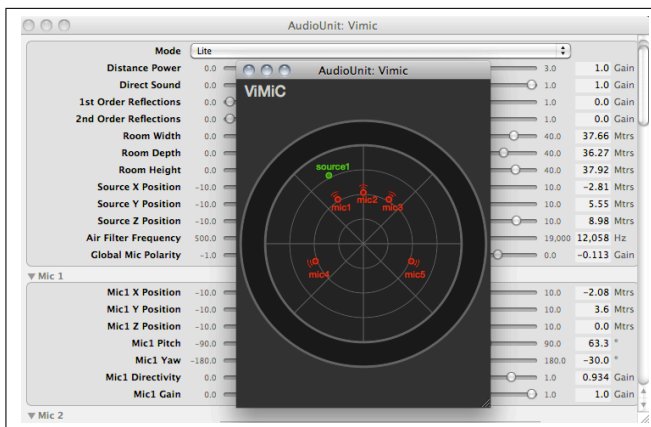 AudioUnit: Vimic
Mode Lite
Distance Power 0.0 3.0 1.0 Gain
Direct Sound 0.0 1.0 1.0 Gain
1st Order Reflections 0.0 1.0 0.0 Gain
2nd Order Reflections 0.0 1.0 0.0 Gain
Room Width 0.0 40.0 37.66 Mtrs
Room Depth 0.0 40.0 36.27 Mtrs
Room Height 0.0 40.0 37.92 Mtrs
Source X Position -10.0 10.0 -2.81 Mtrs
Source Y Position -10.0 10.0 5.55 Mtrs
Source Z Position -10.0 10.0 8.98 Mtrs
Air Filter Frequency 500.0 19,000 12,058 Hz
Global Mic Polarity -1.0 0.0 -0.113 Gain
Mic 1
Mic1 X Position -10.0 10.0 -2.08 Mtrs
Mic1 Y Position -10.0 10.0 3.6 Mtrs
Mic1 Z Position -10.0 10.0 0.0 Mtrs
Mic1 Pitch -90.0 90.0 63.3 °
Mic1 Yaw -180.0 180.0 -30.0 °
Mic1 Directivity 0.0 1.0 0.934 Gain
Mic1 Gain 0.0 1.0 1.0 Gain
Mic 2
AudioUnit: Vimic
ViMiC
source1
mic1 mic2 mic3
mic4 mic5